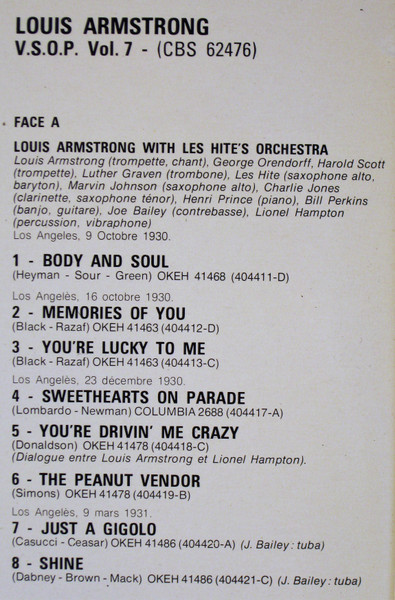 LOUIS ARMSTRONG
V.S.O.P. Vol. 7 - (CBS 62476)
FACE A
LOUIS ARMSTRONG WITH LES HITE'S ORCHESTRA
Louis Armstrong (trompette, chant), George Orendorff, Harold Scott
(trompette), Luther Graven (trombone), Les Hite (saxophone alto,
baryton), Marvin Johnson (saxophone alto), Charlie Jones
(clarinette, saxophone ténor), Henri Prince (piano), Bill Perkins
(banjo, guitare), Joe Bailey (contrebasse), Lionel Hampton
(percussion, vibraphone)
Los Angeles, 9 Octobre 1930.
1 - BODY AND SOUL
(Heyman - Sour - Green) OKEH 41468 (404411-D)
Los Angelès, 16 octobre 1930.
2 - MEMORIES OF YOU
(Black - Razaf) OKEH 41463 (404412-D)
3 - YOU'RE LUCKY TO ME
(Black - Razaf) OKEH 41463 (404413-C)
Los Angelès, 23 décembre 1930.
4 - SWEETHEARTS ON PARADE
(Lombardo - Newman) COLUMBIA 2688 (404417-A)
5 - YOU'RE DRIVIN' ME CRAZY
(Donaldson) OKEH 41478 (404418-C)
(Dialogue entre Louis Armstrong et Lionel Hampton).
6 - THE PEANUT VENDOR
(Simons) OKEH 41478 (404419-B)
Los Angelès, 9 mars 1931.
7 - JUST A GIGOLO
(Casucci - Ceasar) OKEH 41486 (404420-A) (J. Bailey : tuba)
8 - SHINE
(Dabney - Brown - Mack) OKEH 41486 (404421-C) (J. Bailey : tuba)